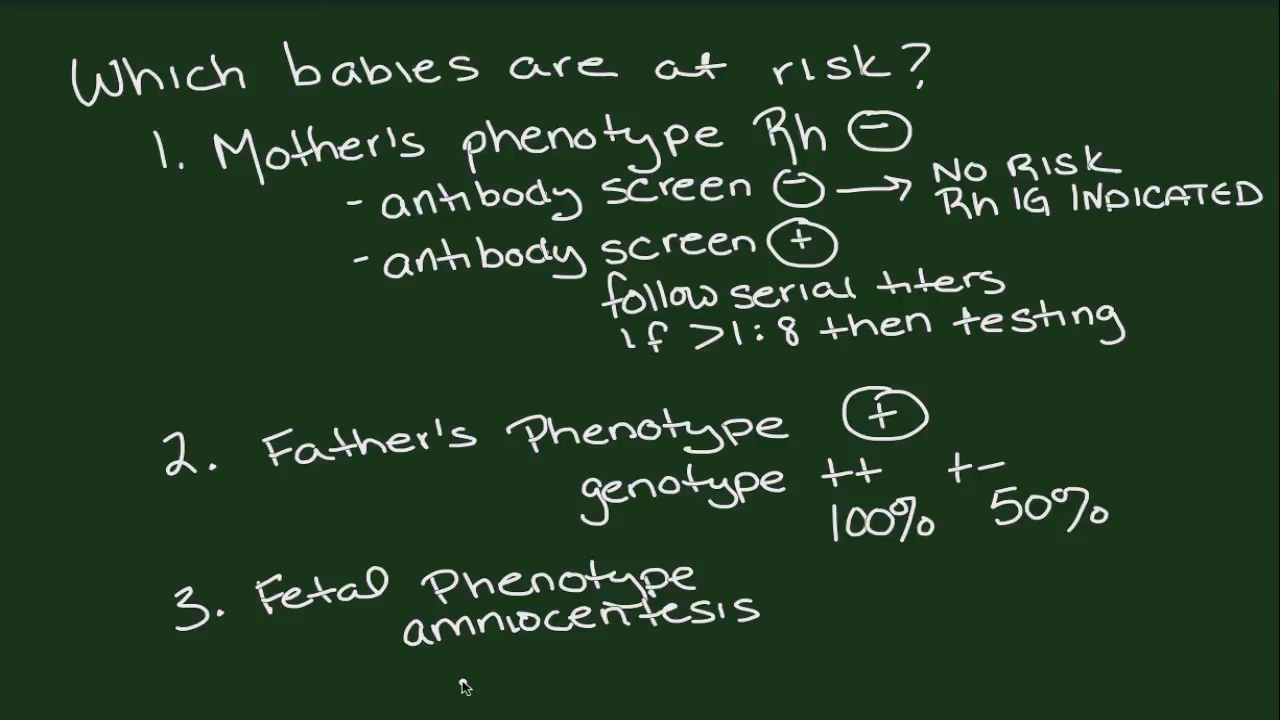 Which babies are at risk?
1. Mother's phenotype Rh -
- antibody screen - → NO RISK
Rh IG INDICATED
- antibody screen +
follow serial titers
if >1:8 then testing
2. Father's Phenotype +
genotype ++ +-
100% 50%
3. Fetal Phenotype
amniocentesis